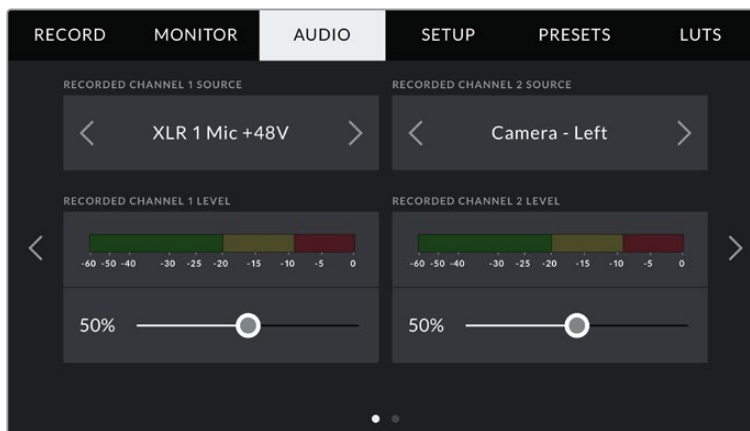 RECORD MONITOR AUDIO SETUP PRESETS LUTS
RECORDED CHANNEL 1 SOURCE RECORDED CHANNEL 2 SOURCE
XLR 1 Mic +48V Camera - Left
RECORDED CHANNEL 1 LEVEL RECORDED CHANNEL 2 LEVEL
-60 -50 -40 -30 -25 -20 -15 -10 -5 0 -60 -50 -40 -30 -25 -20 -15 -10 -5 0
50% 50%